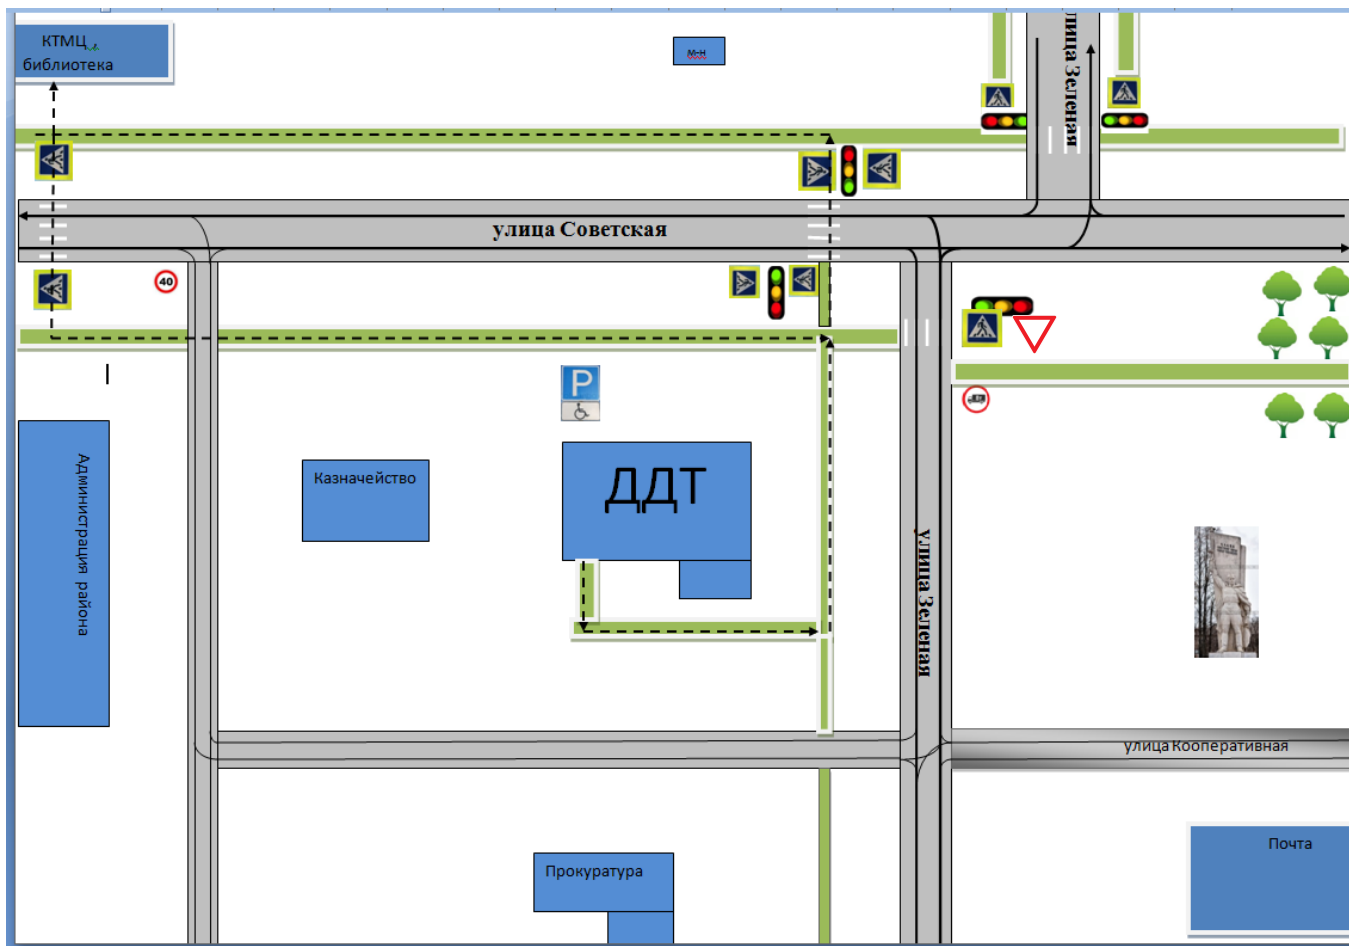 КТМЦ ,
библиотека
м-н
улица Зеленая
улица Советская
40
P
Администрация района
Казначейство
ДДТ
улица Зеленая
улица Кооперативная
Прокуратура
Почта